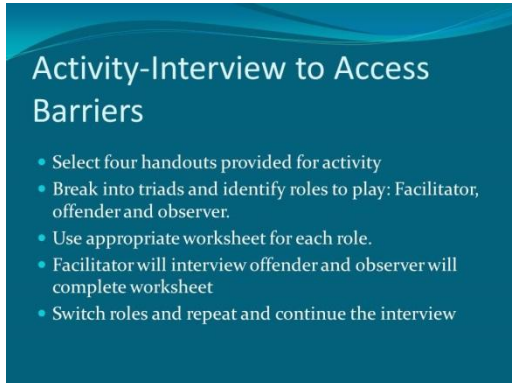 Activity-Interview to Access
Barriers
• Select four handouts provided for activity
• Break into triads and identify roles to play: Facilitator,
offender and observer.
• Use appropriate worksheet for each role.
• Facilitator will interview offender and observer will
complete worksheet
• Switch roles and repeat and continue the interview